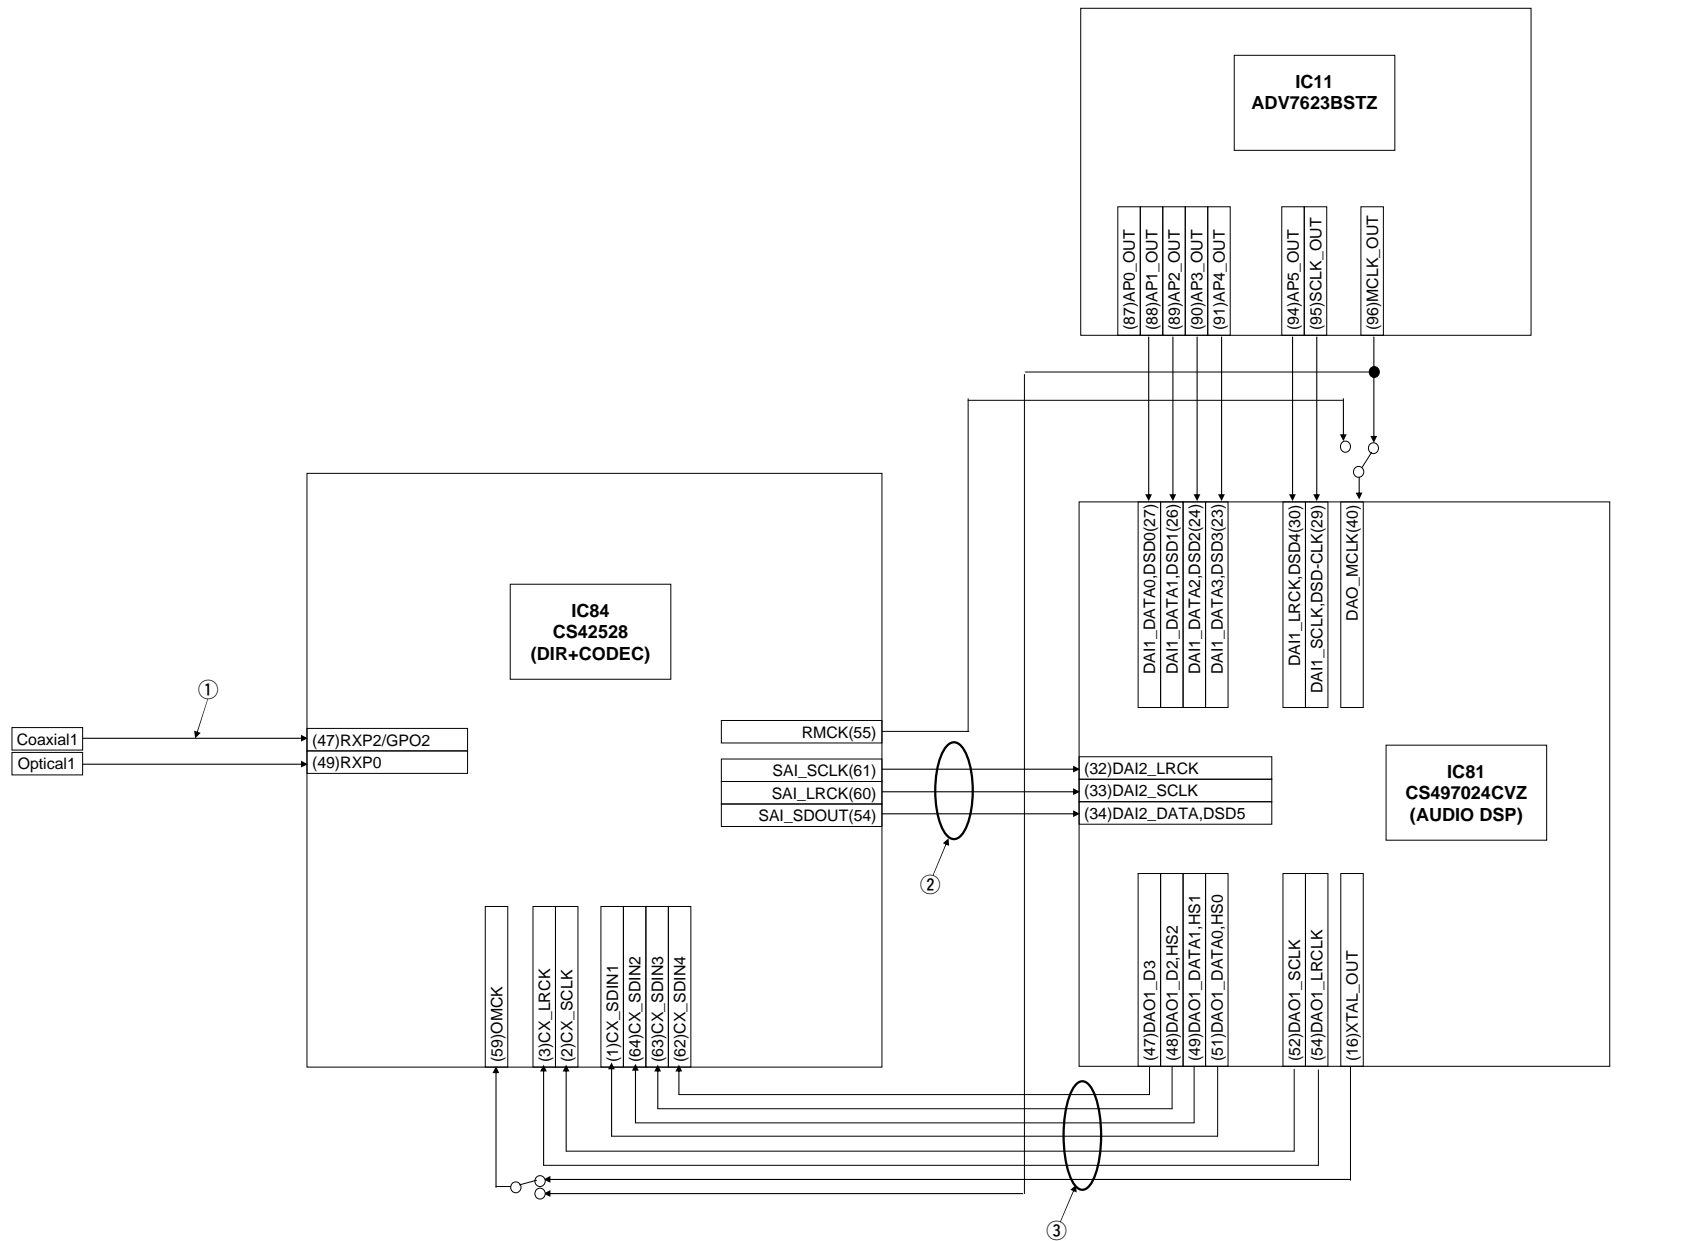 IC11
ADV7623BSTZ
(87)AP0_OUT
(88)AP1_OUT
(89)AP2_OUT
(90)AP3_OUT
(91)AP4_OUT
(94)AP5_OUT
(95)SCLK_OUT
(96)MCLK_OUT
DAI1_DATA0,DSD0(27)
DAI1_DATA1,DSD1(26)
DAI1_DATA2,DSD2(24)
DAI1_DATA3,DSD3(23)
DAI1_LRCK,DSD4(30)
DAI1_SCLK,DSD-CLK(29)
DAO_MCLK(40)
IC84
CS42528
(DIR+CODEC)
①
Coaxial1
Optical1
(47)RXP2/GPO2
(49)RXP0
RMCK(55)
SAI_SCLK(61)
SAI_LRCK(60)
SAI_SDOUT(54)
②
(32)DAI2_LRCK
(33)DAI2_SCLK
(34)DAI2_DATA,DSD5
IC81
CS497024CVZ
(AUDIO DSP)
(59)OMCK
(3)CX_LRCK
(2)CX_SCLK
(1)CX_SDIN1
(64)CX_SDIN2
(63)CX_SDIN3
(62)CX_SDIN4
(47)DAO1_D3
(48)DAO1_D2,HS2
(49)DAO1_DATA1,HS1
(51)DAO1_DATA0,HS0
(52)DAO1_SCLK
(54)DAO1_LRCLK
(16)XTAL_OUT
③